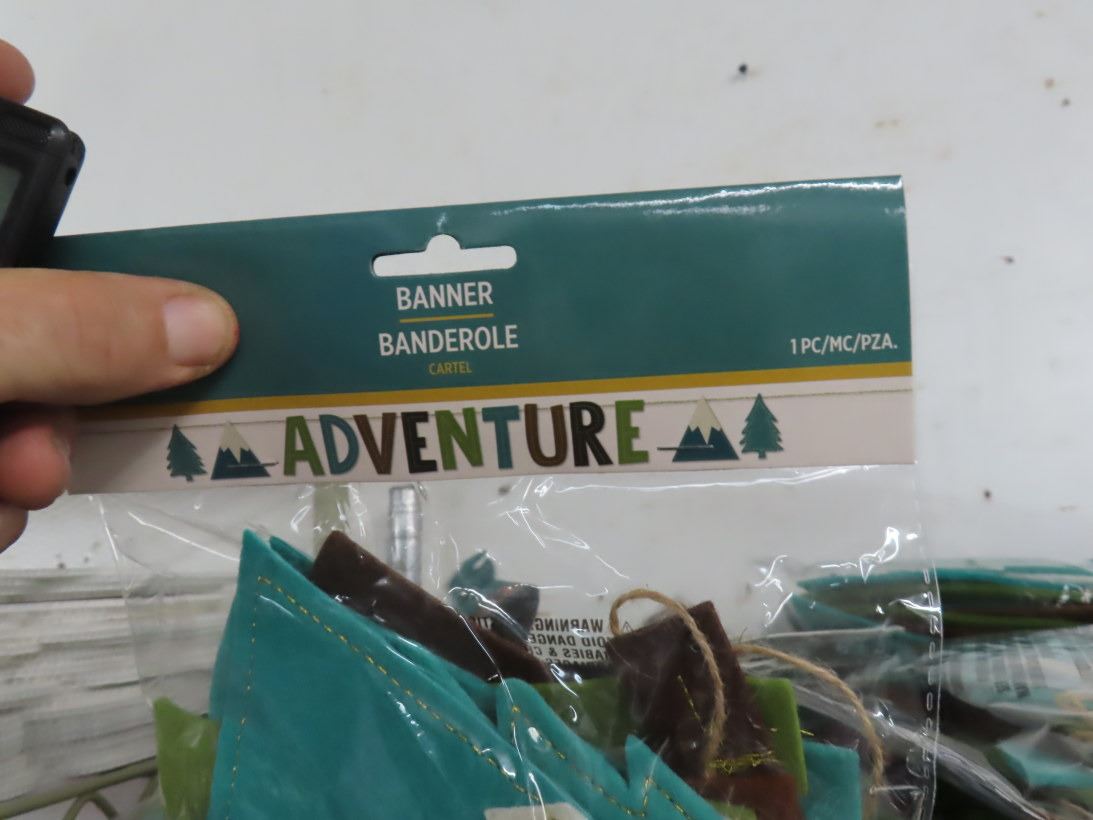 BANNER
BANDEROLE
CARTEL
1 PC/MC/PZA.
ADVENTURE
WARNING